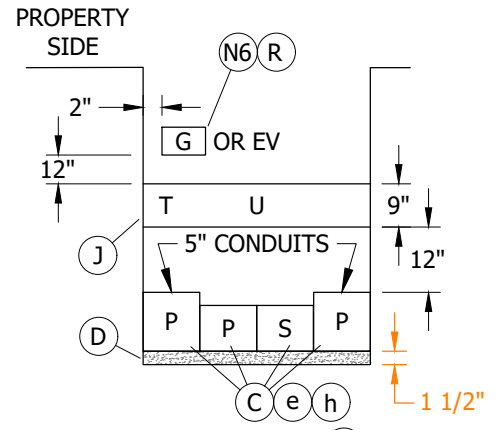 PROPERTY
SIDE
N6 R
2"
G OR EV
12"
T U 9"
J
5" CONDUITS
12"
P P S P
D
C e h
1 1/2"